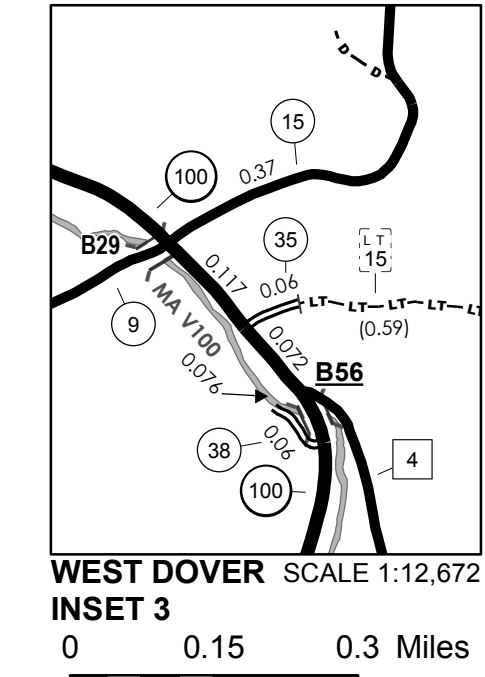 D
D
15
0.37
100
B29
35
L T
15
0.117
0.06
LT
LT
LT
LT
(0.59)
9
MA V100
0.072
0.076
B56
38
0.06
4
100
WEST DOVER SCALE 1:12,672
INSET 3
0 0.15 0.3 Miles